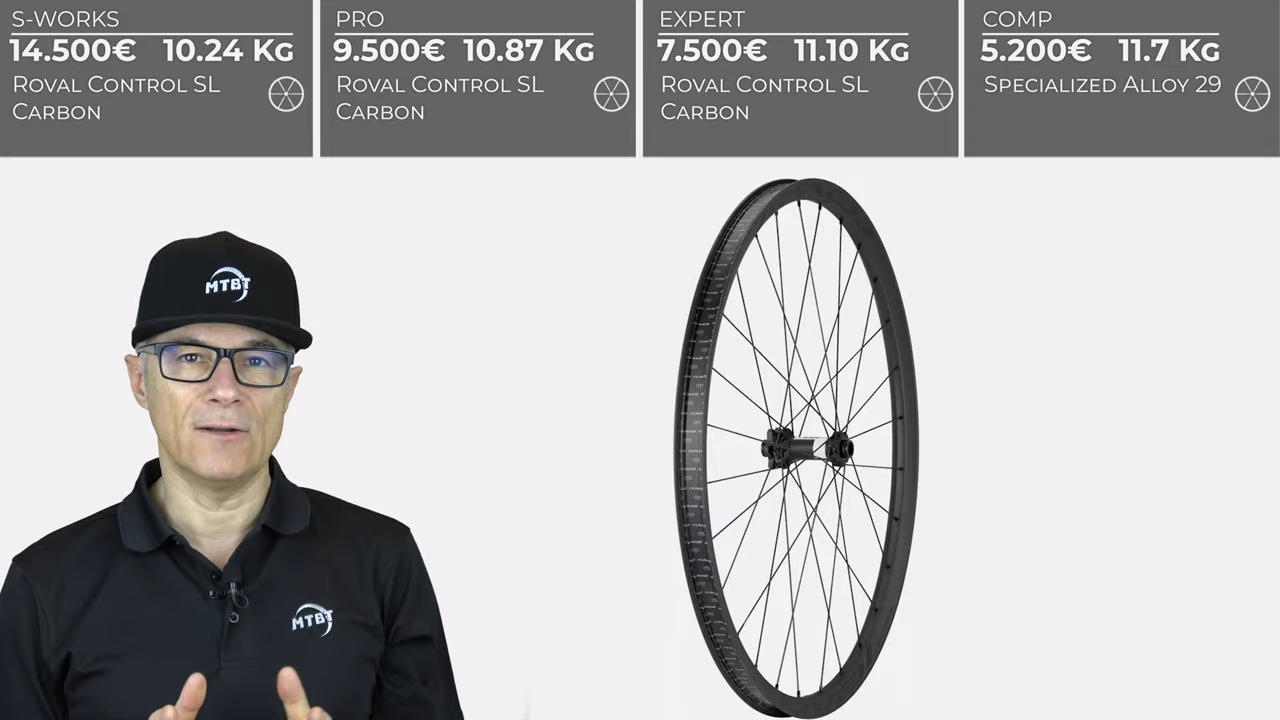 S-WORKS
14.500€ 10.24 Kg
Roval Control SL
Carbon
PRO
9.500€ 10.87 Kg
Roval Control SL
Carbon
EXPERT
7.500€ 11.10 Kg
Roval Control SL
Carbon
COMP
5.200€ 11.7 Kg
Specialized Alloy 29
MTBT
MTBT